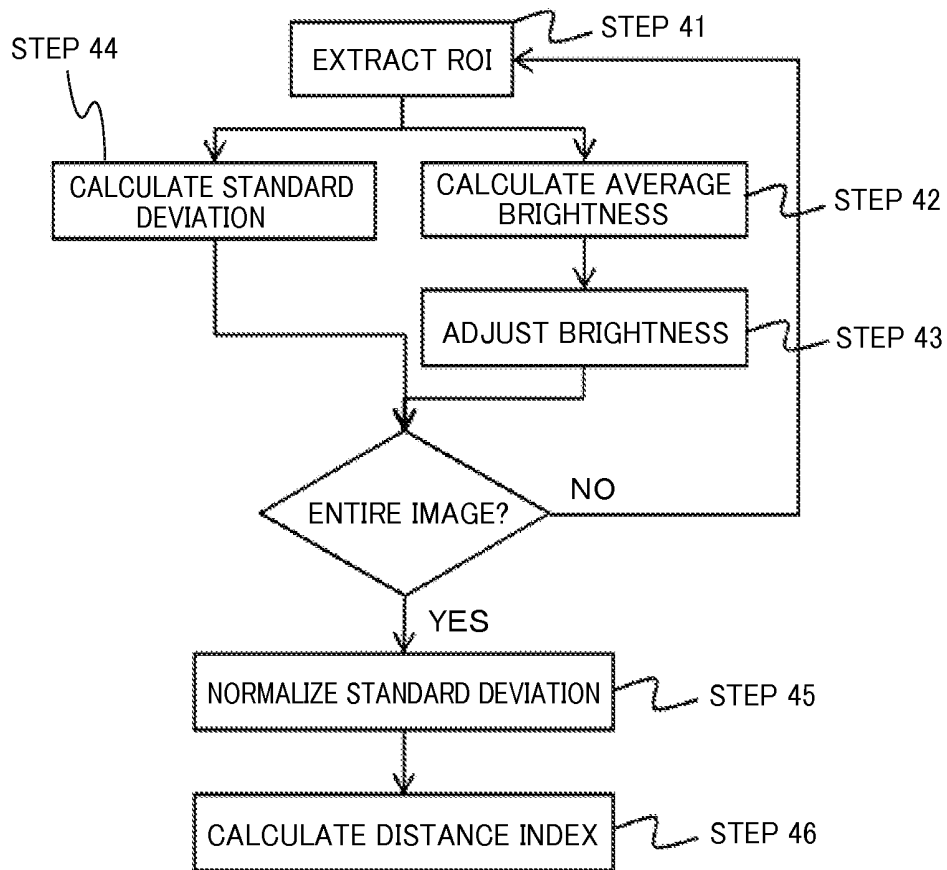 STEP 41
EXTRACT ROI
STEP 44
CALCULATE STANDARD
DEVIATION
CALCULATE AVERAGE
BRIGHTNESS
STEP 42
ADJUST BRIGHTNESS
STEP 43
ENTIRE IMAGE?
NO
YES
NORMALIZE STANDARD DEVIATION
STEP 45
CALCULATE DISTANCE INDEX
STEP 46